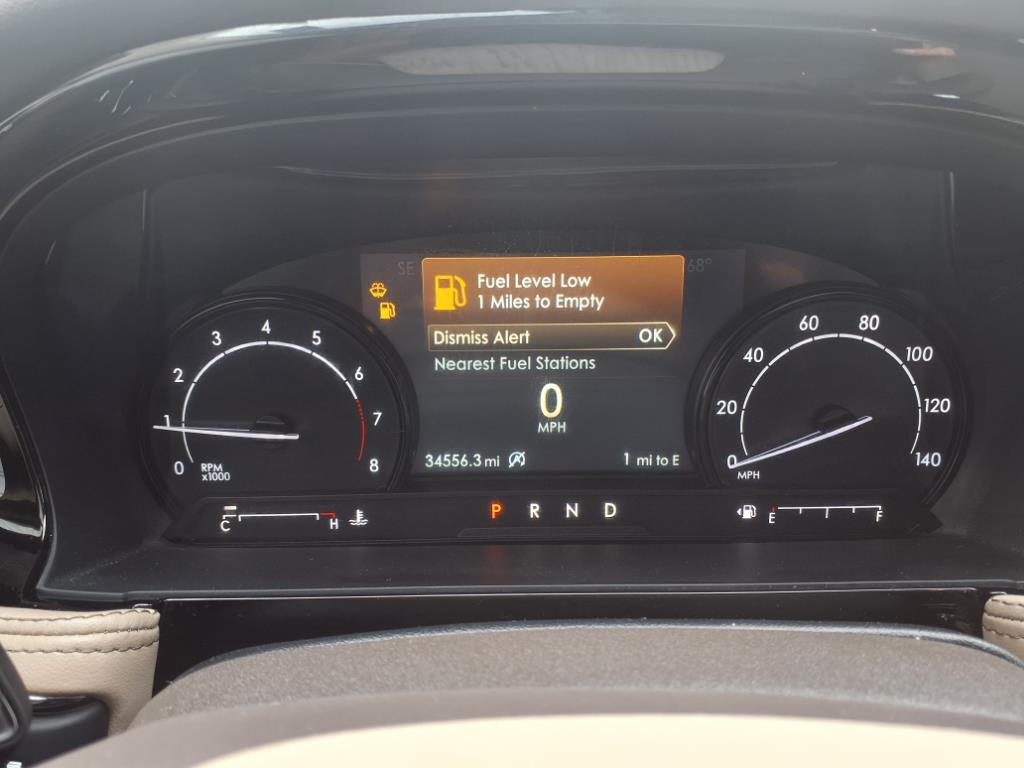 SE
68°
Fuel Level Low
1 Miles to Empty
Dismiss Alert OK
Nearest Fuel Stations
0
MPH
34556.3 mi
1 mi to E
0 1 2 3 4 5 6 7 8
RPM
x1000
0 20 40 60 80 100 120 140
MPH
C H
P R N D
E F